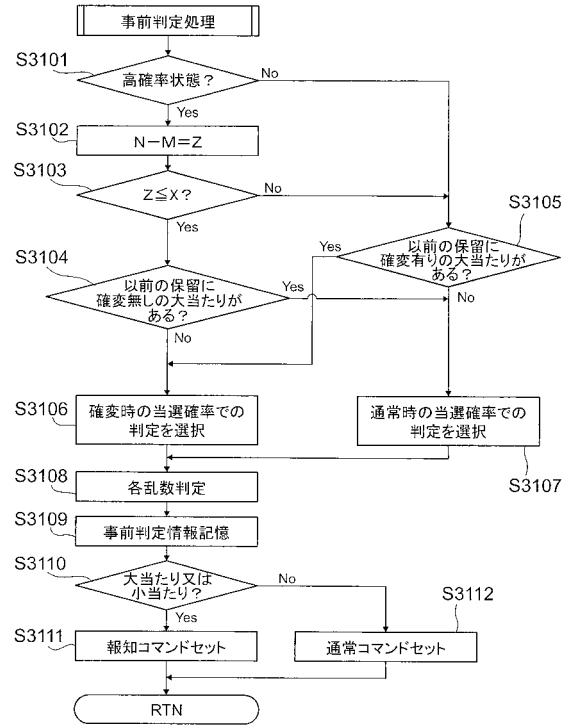 事前判定処理
S3101
高確率状態？
No
Yes
S3102
N－M＝Z
S3103
Z≦X？
No
Yes
S3105
以前の保留に
確変有りの大当たりが
ある？
Yes
No
S3104
以前の保留に
確変無しの大当たりが
ある？
Yes
No
S3106
確変時の当選確率での
判定を選択
通常時の当選確率での
判定を選択
S3107
S3108
各乱数判定
S3109
事前判定情報記憶
S3110
大当たり又は
小当たり？
No
Yes
S3112
S3111
報知コマンドセット
通常コマンドセット
RTN